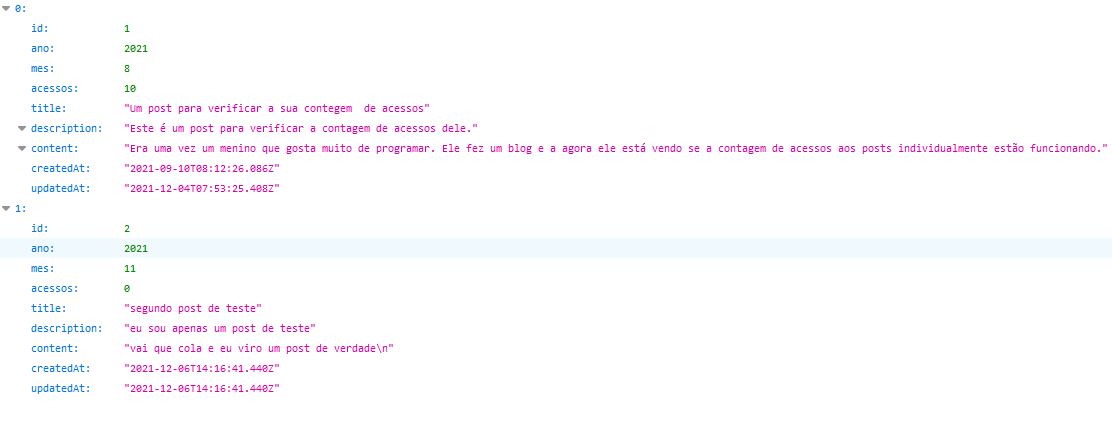 0:
id: 1
ano: 2021
mes: 8
acessos: 10
title: "Um post para verificar a sua contegem  de acessos"
description: "Este é um post para verificar a contagem de acessos dele."
content: "Era uma vez um menino que gosta muito de programar. Ele fez um blog e a agora ele está vendo se a contagem de acessos aos posts individualmente estão funcionando."
createdAt: "2021-09-10T08:12:26.086Z"
updatedAt: "2021-12-04T07:53:25.408Z"
1:
id: 2
ano: 2021
mes: 11
acessos: 0
title: "segundo post de teste"
description: "eu sou apenas um post de teste"
content: "vai que cola e eu viro um post de verdade\n"
createdAt: "2021-12-06T14:16:41.440Z"
updatedAt: "2021-12-06T14:16:41.440Z"